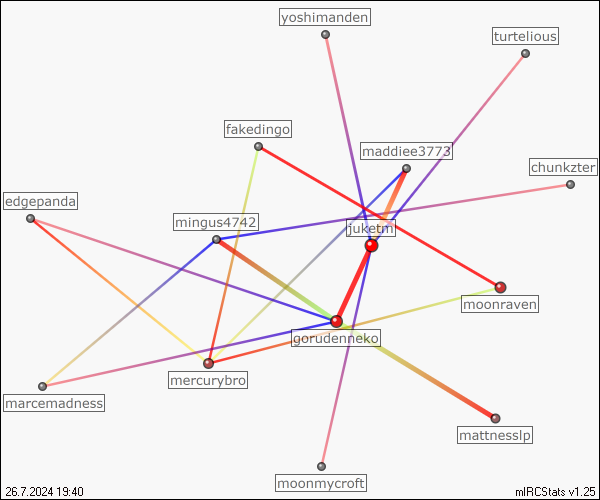 yoshimanden
turtelious
fakedingo
maddiee3773
chunkzter
edgepanda
mingus4742
juketm
moonraven
gorudenneko
mercurybro
marcemadness
mattnesslp
moonmycroft
26.7.2024 19:40
mIRCStats v1.25